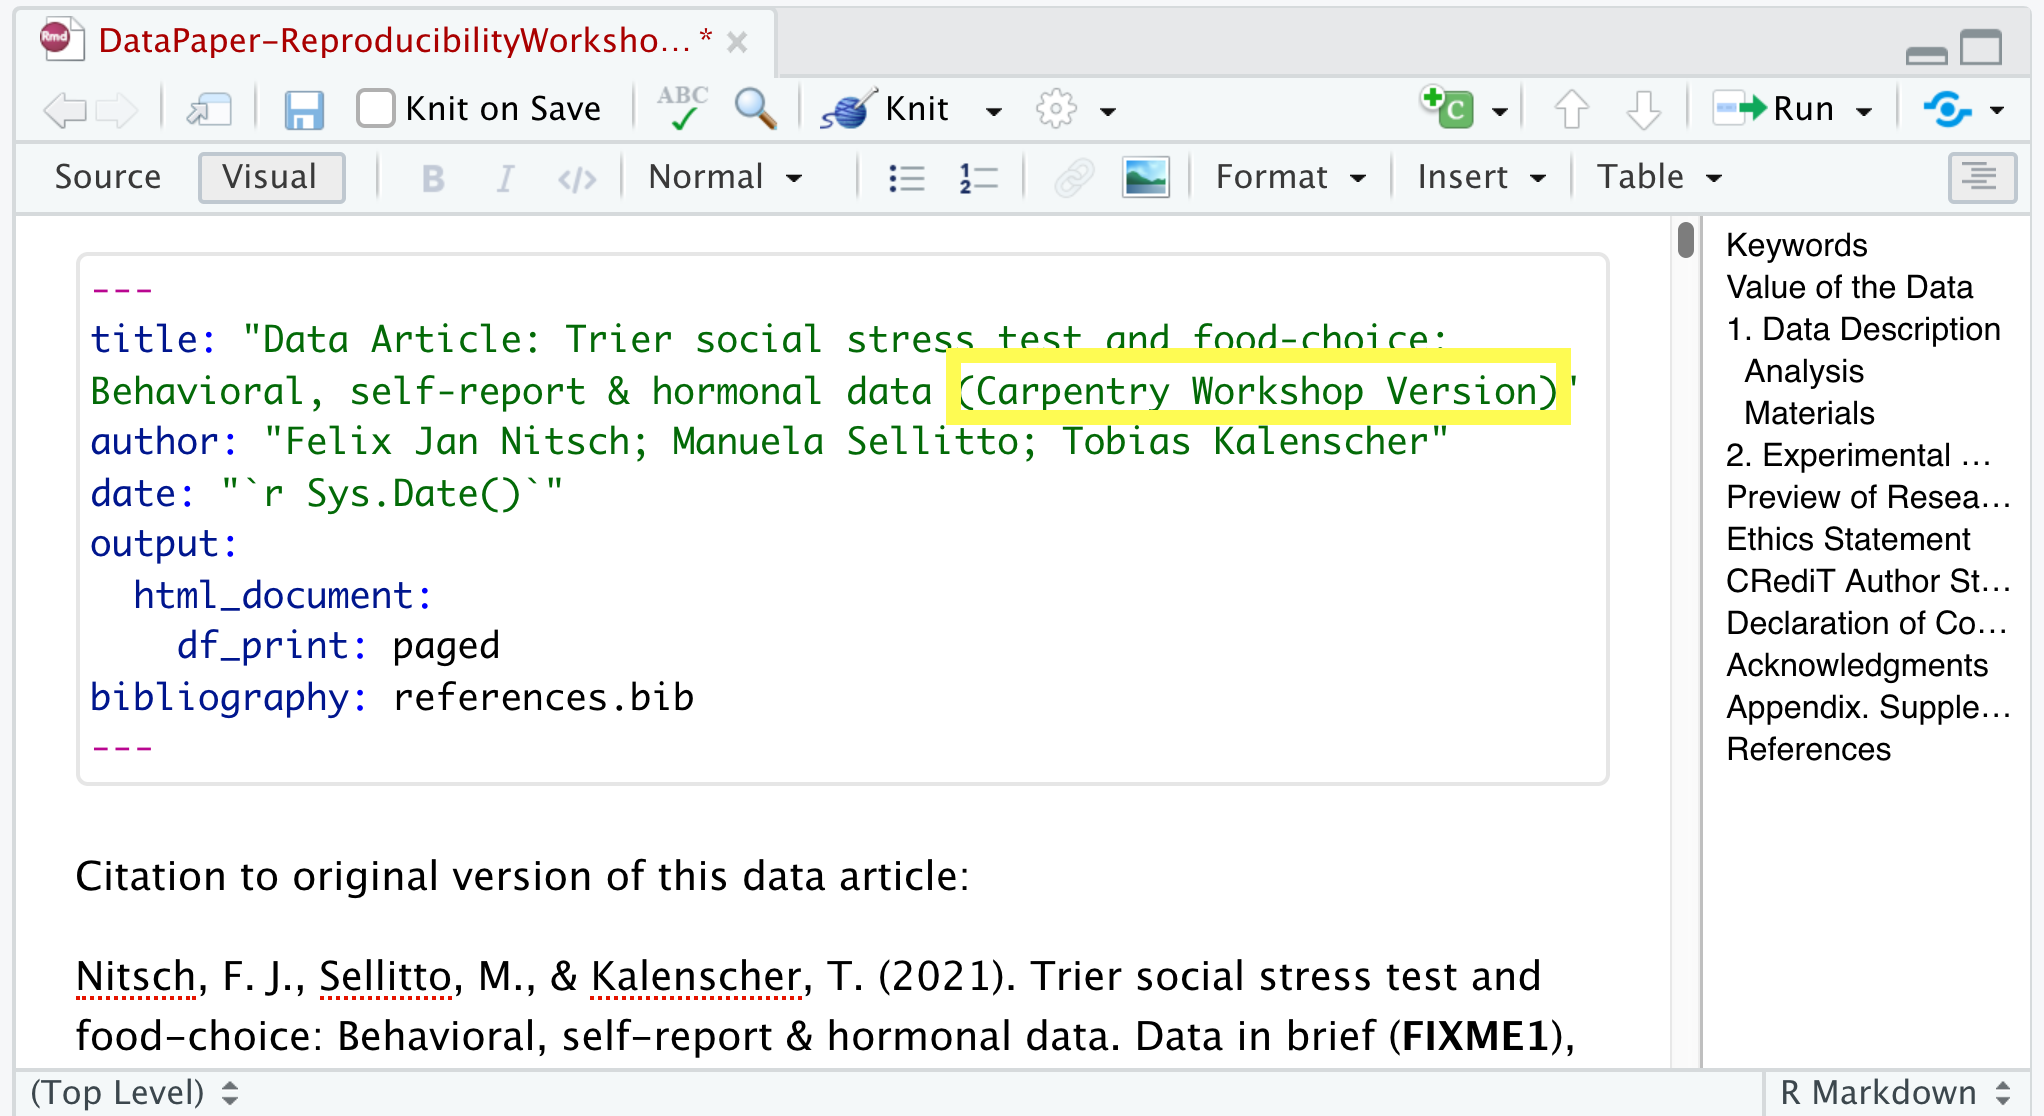 Rmd DataPaper-ReproducibilityWorksho... *
Knit on Save ABC Knit C Run
Source Visual B I </> Normal Format Insert Table
---
title: "Data Article: Trier social stress test and food-choice:
Behavioral, self-report & hormonal data (Carpentry Workshop Version)"
author: "Felix Jan Nitsch; Manuela Sellitto; Tobias Kalenscher"
date: "`r Sys.Date()`"
output:
html_document:
df_print: paged
bibliography: references.bib
---
Citation to original version of this data article:
Nitsch, F. J., Sellitto, M., & Kalenscher, T. (2021). Trier social stress test and
food-choice: Behavioral, self-report & hormonal data. Data in brief (FIXME1),
Keywords
Value of the Data
1. Data Description
Analysis
Materials
2. Experimental ...
Preview of Resea...
Ethics Statement
CRediT Author St...
Declaration of Co...
Acknowledgments
Appendix. Supple...
References
(Top Level) R Markdown